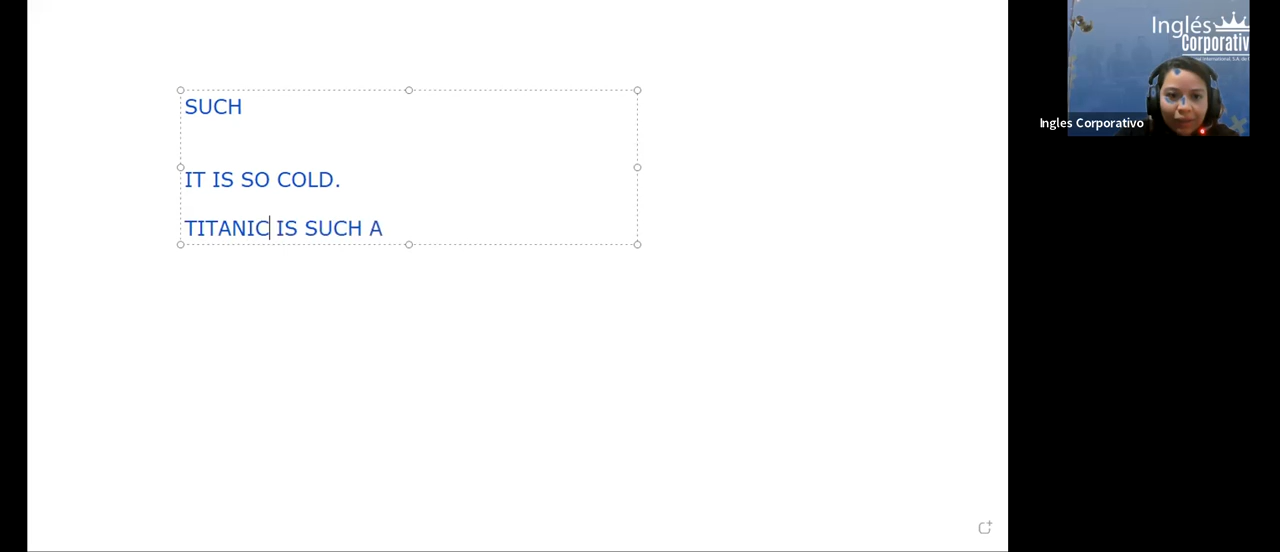 SUCH
IT IS SO COLD.
TITANIC IS SUCH A
Inglés
Corporativ
Ingles Corporativo